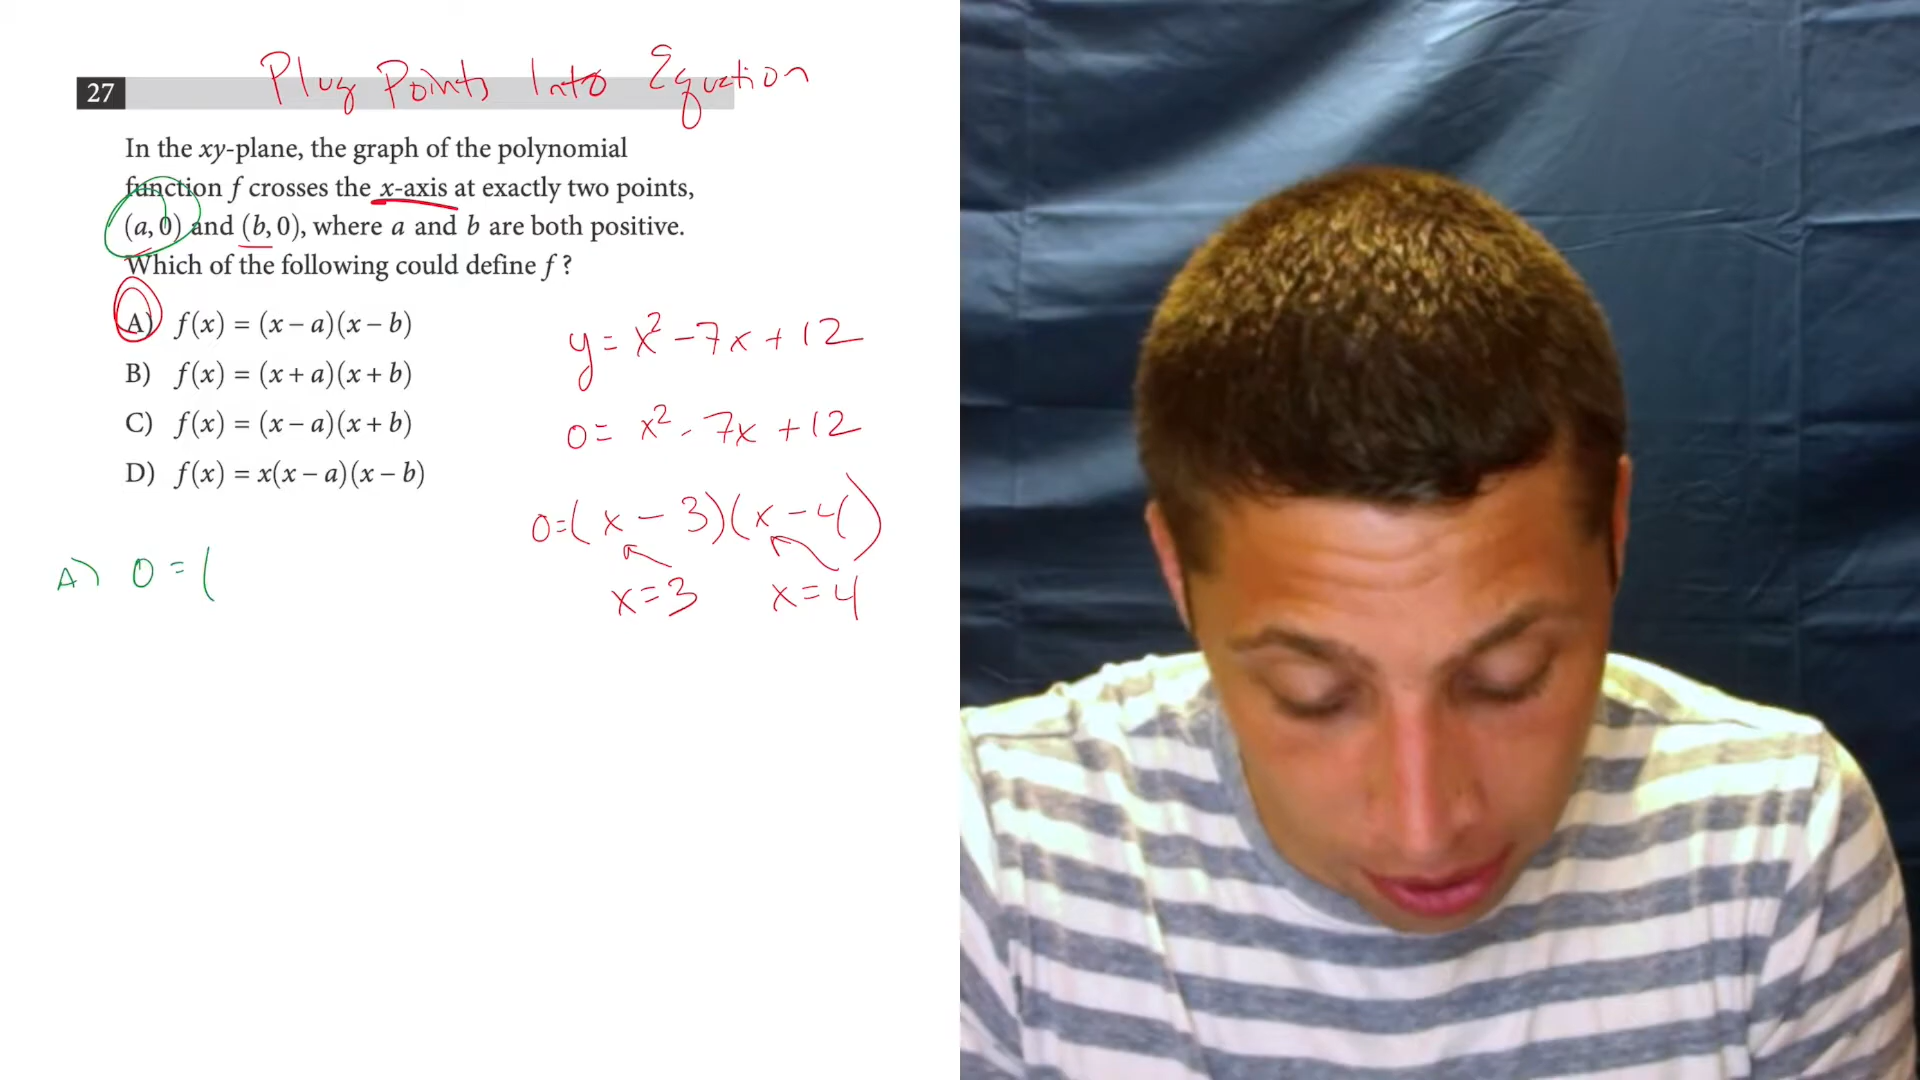 Plug Points Into Equation
27
In the xy-plane, the graph of the polynomial
function f crosses the x-axis at exactly two points,
(a, 0) and (b, 0), where a and b are both positive.
Which of the following could define f ?
A) f(x) = (x − a)(x − b)
B) f(x) = (x + a)(x + b)
C) f(x) = (x − a)(x + b)
D) f(x) = x(x − a)(x − b)
y = x² − 7x + 12
0 = x² - 7x + 12
0=(x − 3)(x − 4)
x=3 x=4
A) 0 = (